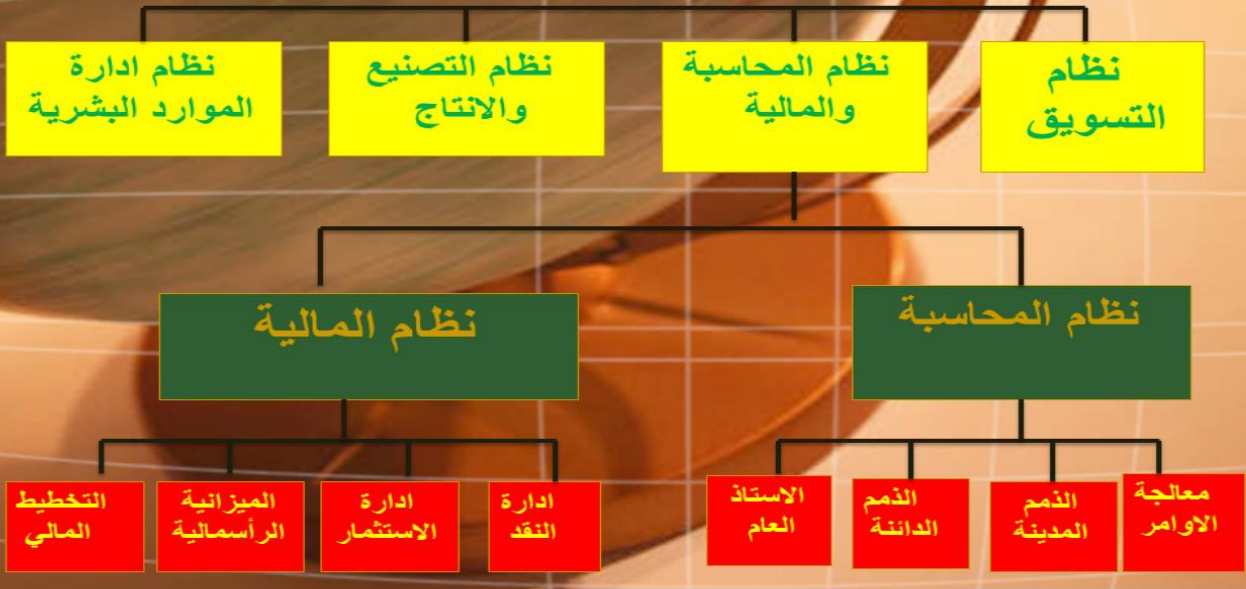 نظام
التسويق
نظام المحاسبة
والمالية
نظام التصنيع
والانتاج
نظام ادارة
الموارد البشرية
نظام المحاسبة
نظام المالية
معالجة
الاوامر
الذمم
المدينة
الذمم
الدائنة
الاستاذ
العام
ادارة
النقد
ادارة
الاستثمار
الميزانية
الرأسمالية
التخطيط
المالي